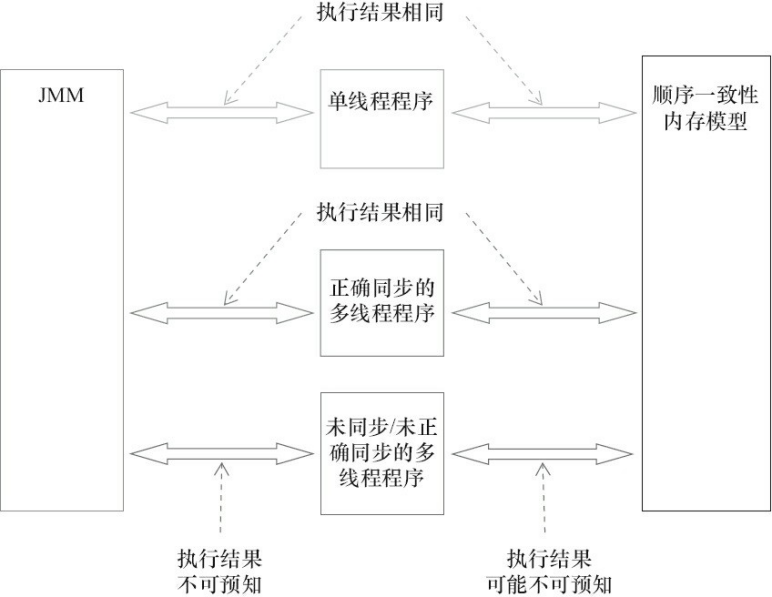 执行结果相同
JMM
单线程程序
顺序一致性
内存模型
执行结果相同
正确同步的
多线程程序
未同步/未正
确同步的多
线程程序
执行结果
不可预知
执行结果
可能不可预知